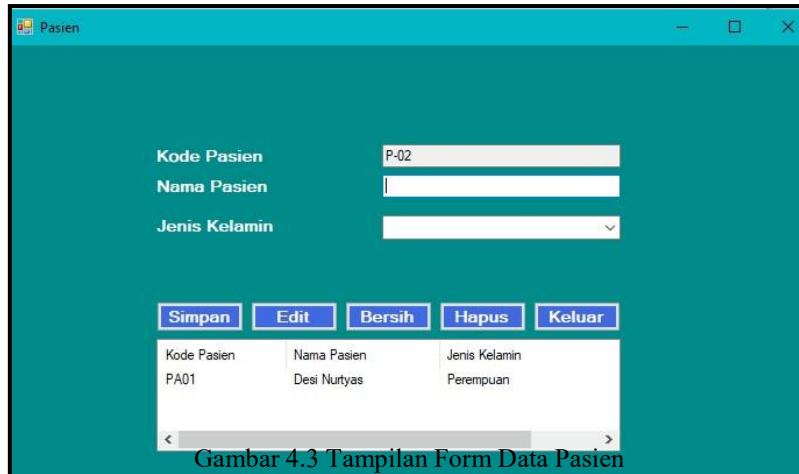 Pasien
Kode Pasien P-02
Nama Pasien
Jenis Kelamin
Simpan Edit Bersih Hapus Keluar
Kode Pasien Nama Pasien Jenis Kelamin
PA01 Desi Nurtyas Perempuan
Gambar 4.3 Tampilan Form Data Pasien